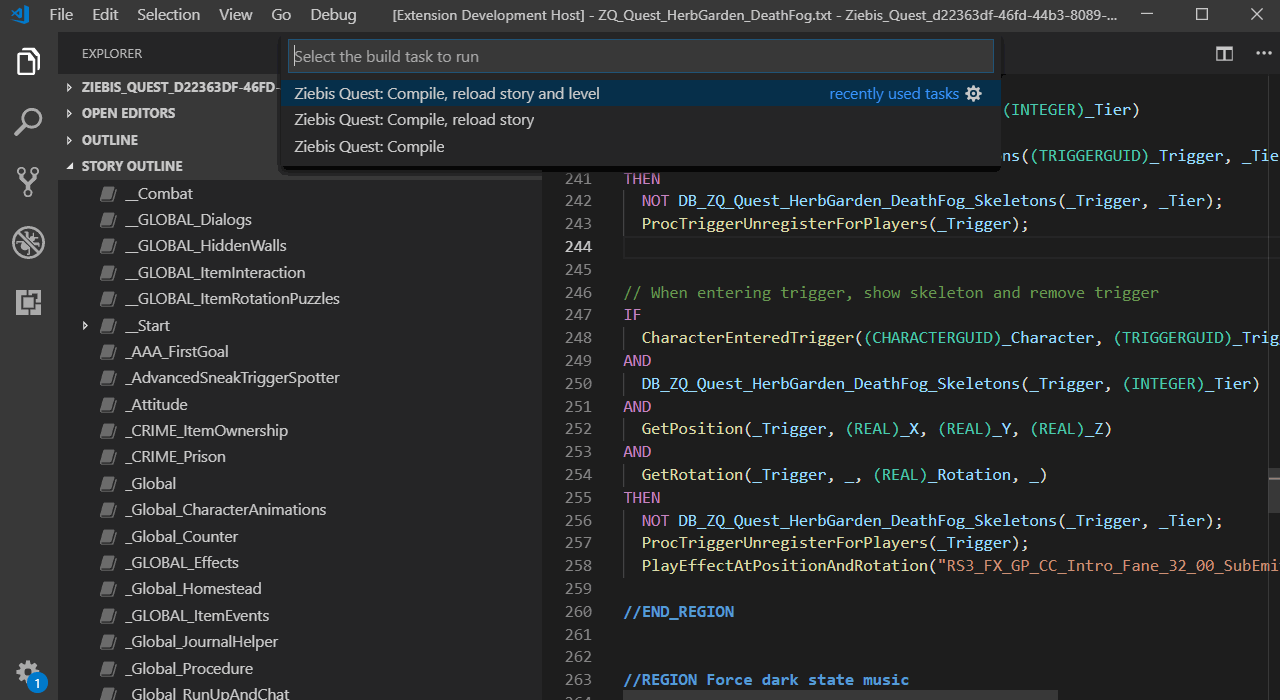 File Edit Selection View Go Debug [Extension Development Host] - ZQ_Quest_HerbGarden_DeathFog.txt - Ziebis_Quest_d22363df-46fd-44b3-8089-...
EXPLORER
Select the build task to run
Ziebis Quest: Compile, reload story and level recently used tasks
Ziebis Quest: Compile, reload story
Ziebis Quest: Compile
ZIEBIS_QUEST_D22363DF-46FD-
OPEN EDITORS
OUTLINE
STORY OUTLINE
__Combat
__GLOBAL_Dialogs
__GLOBAL_HiddenWalls
__GLOBAL_ItemInteraction
__GLOBAL_ItemRotationPuzzles
__Start
_AAA_FirstGoal
_AdvancedSneakTriggerSpotter
_Attitude
_CRIME_ItemOwnership
_CRIME_Prison
_Global
_Global_CharacterAnimations
_Global_Counter
_GLOBAL_Effects
_Global_Homestead
_GLOBAL_ItemEvents
_Global_JournalHelper
_Global_Procedure
_Global_RunUpAndChat
1
(INTEGER)_Tier)
ns((TRIGGERGUID)_Trigger, _Tie
241 THEN
242 NOT DB_ZQ_Quest_HerbGarden_DeathFog_Skeletons(_Trigger, _Tier);
243 ProcTriggerUnregisterForPlayers(_Trigger);
244
245
246 // When entering trigger, show skeleton and remove trigger
247 IF
248 CharacterEnteredTrigger((CHARACTERGUID)_Character, (TRIGGERGUID)_Trig
249 AND
250 DB_ZQ_Quest_HerbGarden_DeathFog_Skeletons(_Trigger, (INTEGER)_Tier)
251 AND
252 GetPosition(_Trigger, (REAL)_X, (REAL)_Y, (REAL)_Z)
253 AND
254 GetRotation(_Trigger, _, (REAL)_Rotation, _)
255 THEN
256 NOT DB_ZQ_Quest_HerbGarden_DeathFog_Skeletons(_Trigger, _Tier);
257 ProcTriggerUnregisterForPlayers(_Trigger);
258 PlayEffectAtPositionAndRotation("RS3_FX_GP_CC_Intro_Fane_32_00_SubEmi
259
260 //END_REGION
261
262
263 //REGION Force dark state music